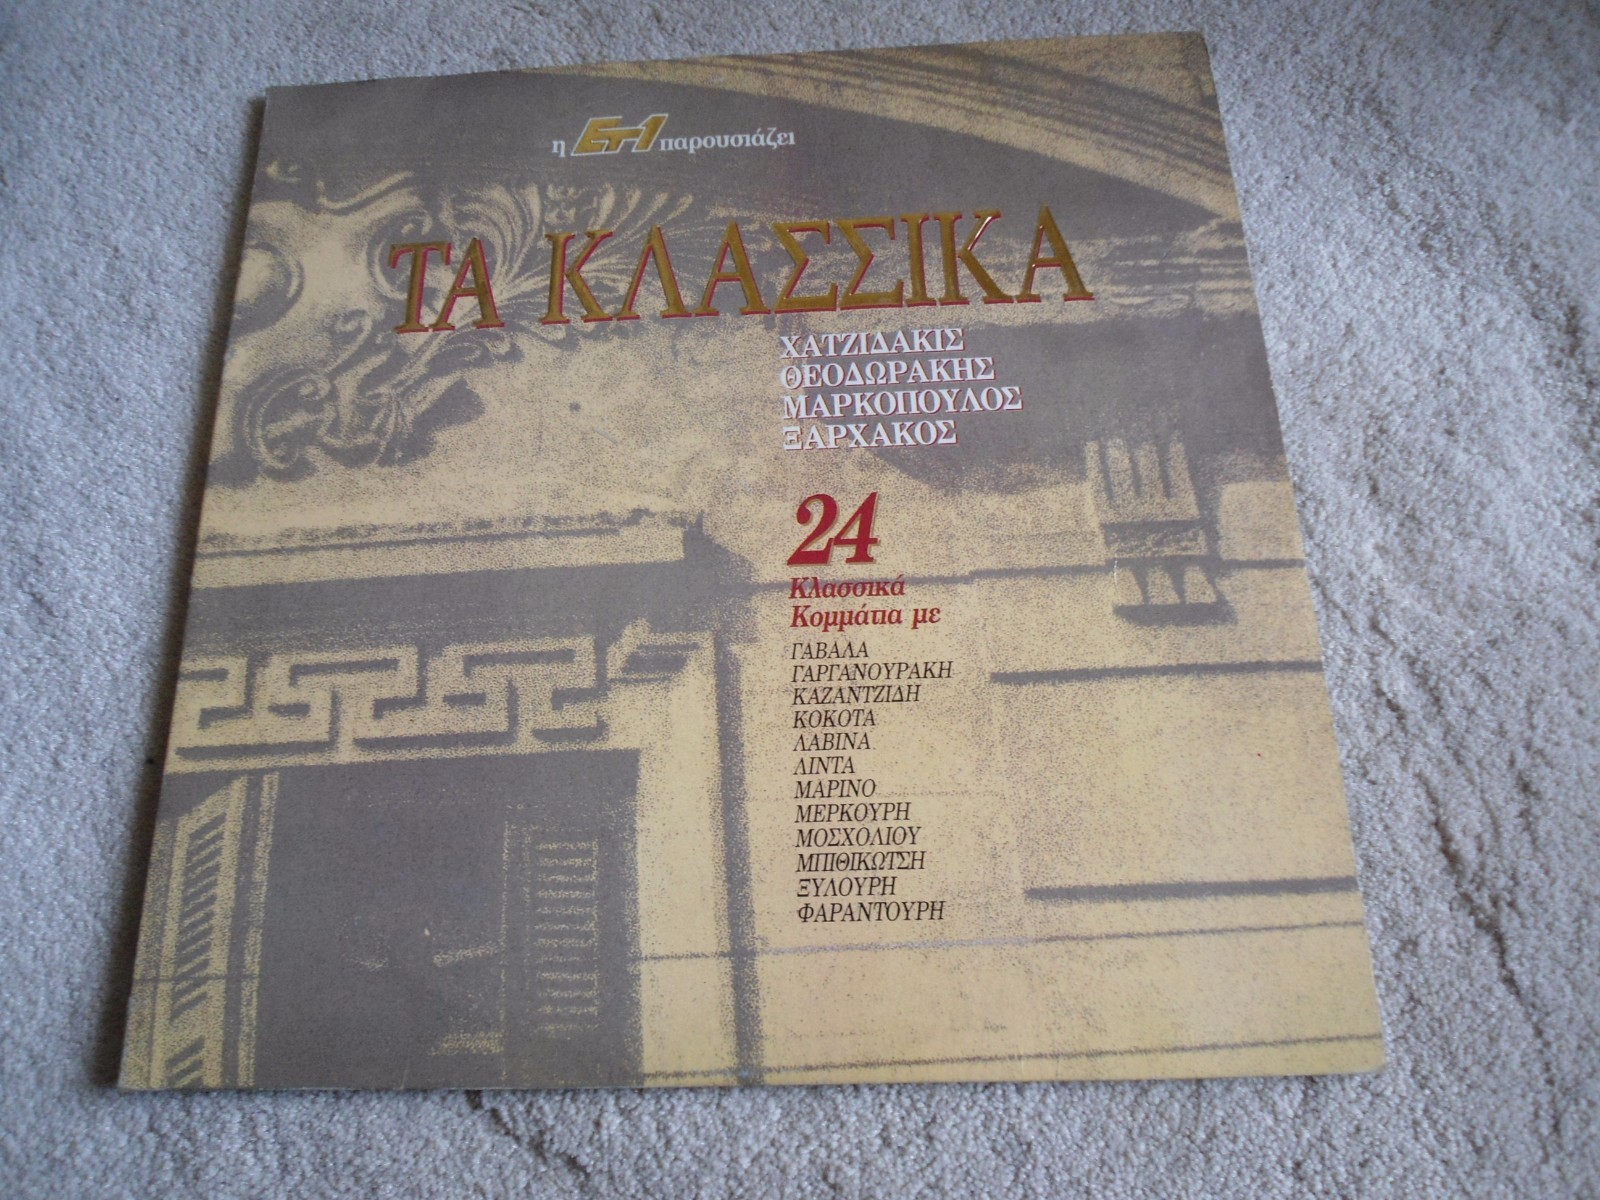 η ΕΤ1 παρουσιάζει
ΤΑ ΚΛΑΣΣΙΚΑ
ΧΑΤΖΙΔΑΚΙΣ
ΘΕΟΔΩΡΑΚΗΣ
ΜΑΡΚΟΠΟΥΛΟΣ
ΞΑΡΧΑΚΟΣ
24
Κλασσικά
Κομμάτια με
ΓΑΒΑΛΑ
ΓΑΡΓΑΝΟΥΡΑΚΗ
ΚΑΖΑΝΤΖΙΔΗ
ΚΟΚΟΤΑ
ΛΑΒΙΝΑ
ΛΙΝΤΑ
ΜΑΡΙΝΟ
ΜΕΡΚΟΥΡΗ
ΜΟΣΧΟΛΙΟΥ
ΜΠΙΘΙΚΩΤΣΗ
ΞΥΛΟΥΡΗ
ΦΑΡΑΝΤΟΥΡΗ